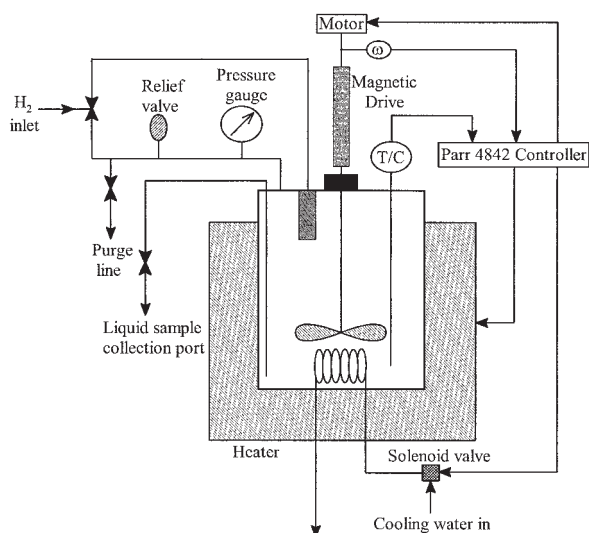 Motor
ω
Relief
valve
Pressure
gauge
Magnetic
Drive
H₂
inlet
T/C
Parr 4842 Controller
Purge
line
Liquid sample
collection port
Heater
Solenoid valve
Cooling water in